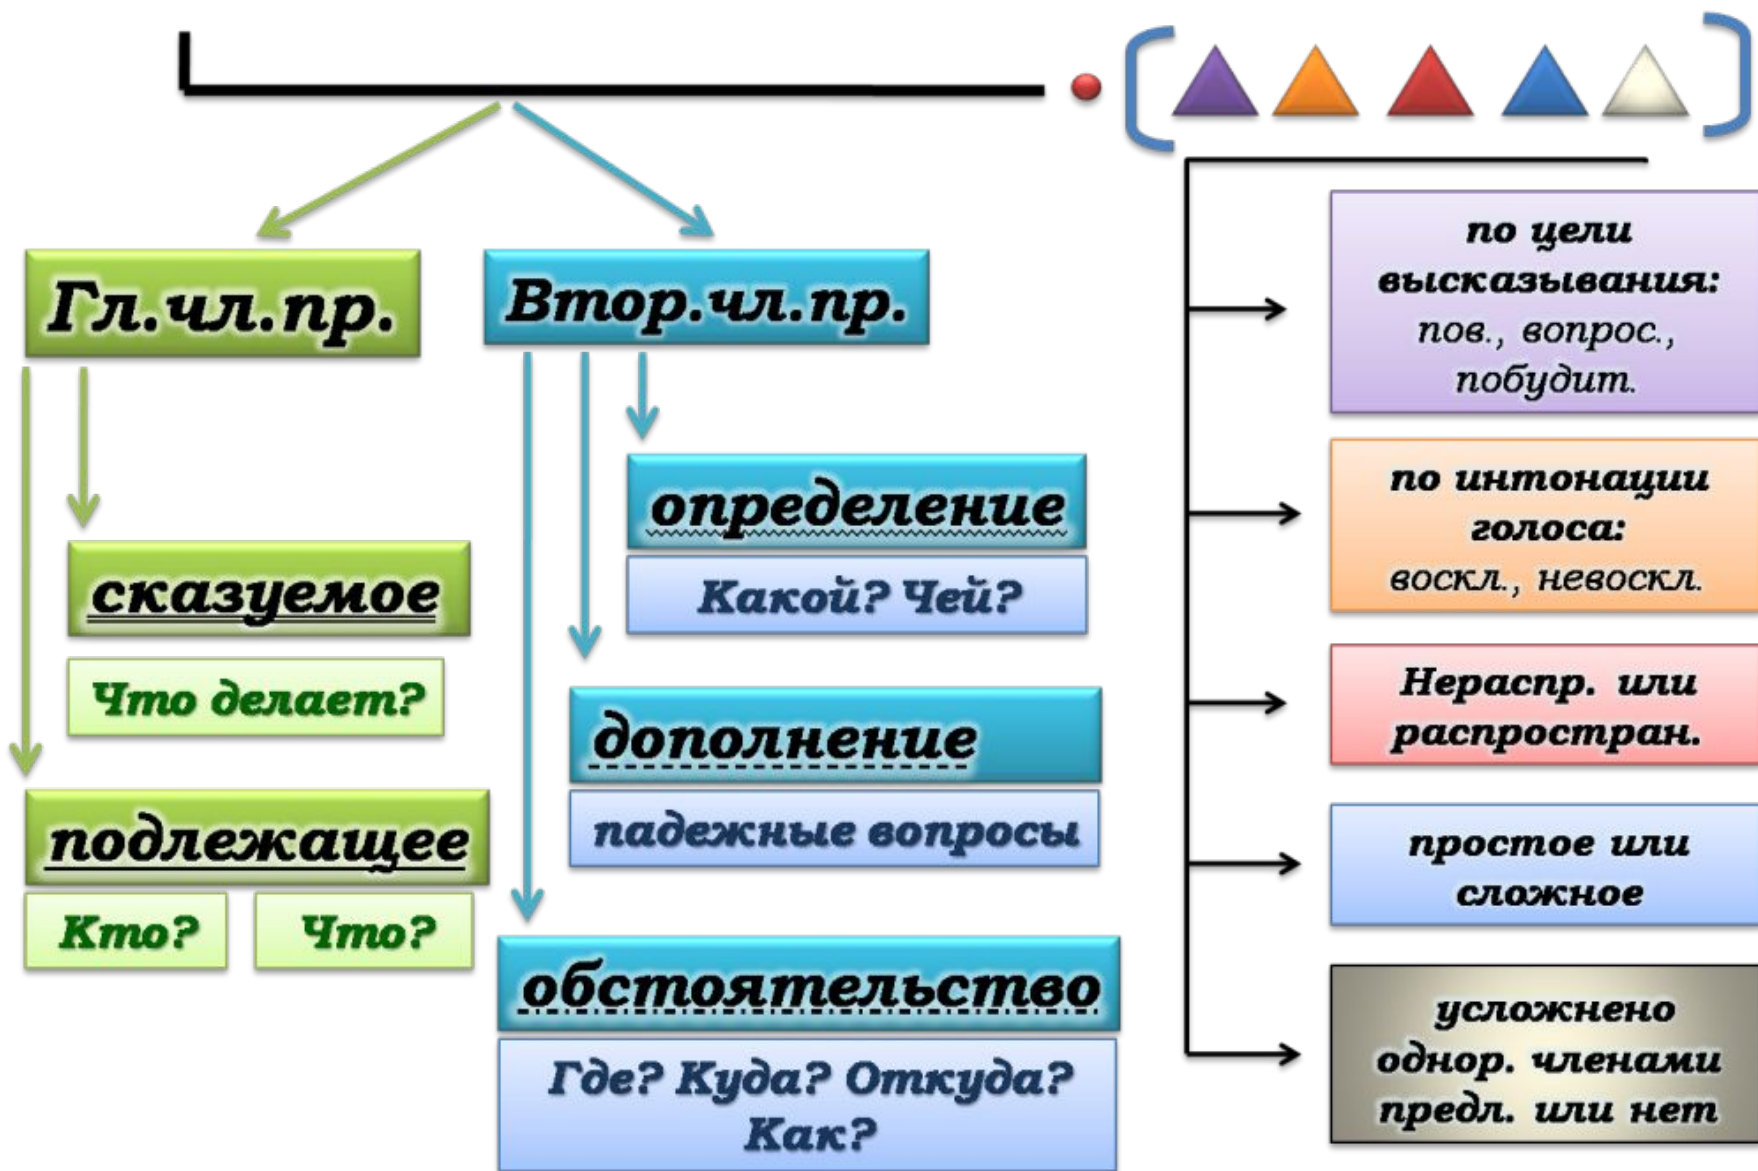 Гл.чл.пр.
сказуемое
Что делает?
подлежащее
Кто?
Что?
Втор.чл.пр.
определение
Какой? Чей?
дополнение
падежные вопросы
обстоятельство
Где? Куда? Откуда?
Как?
по цели
высказывания:
пов., вопрос.,
побудит.
по интонации
голоса:
воскл., невоскл.
Нераспр. или
распростран.
простое или
сложное
усложнено
однор. членами
предл. или нет